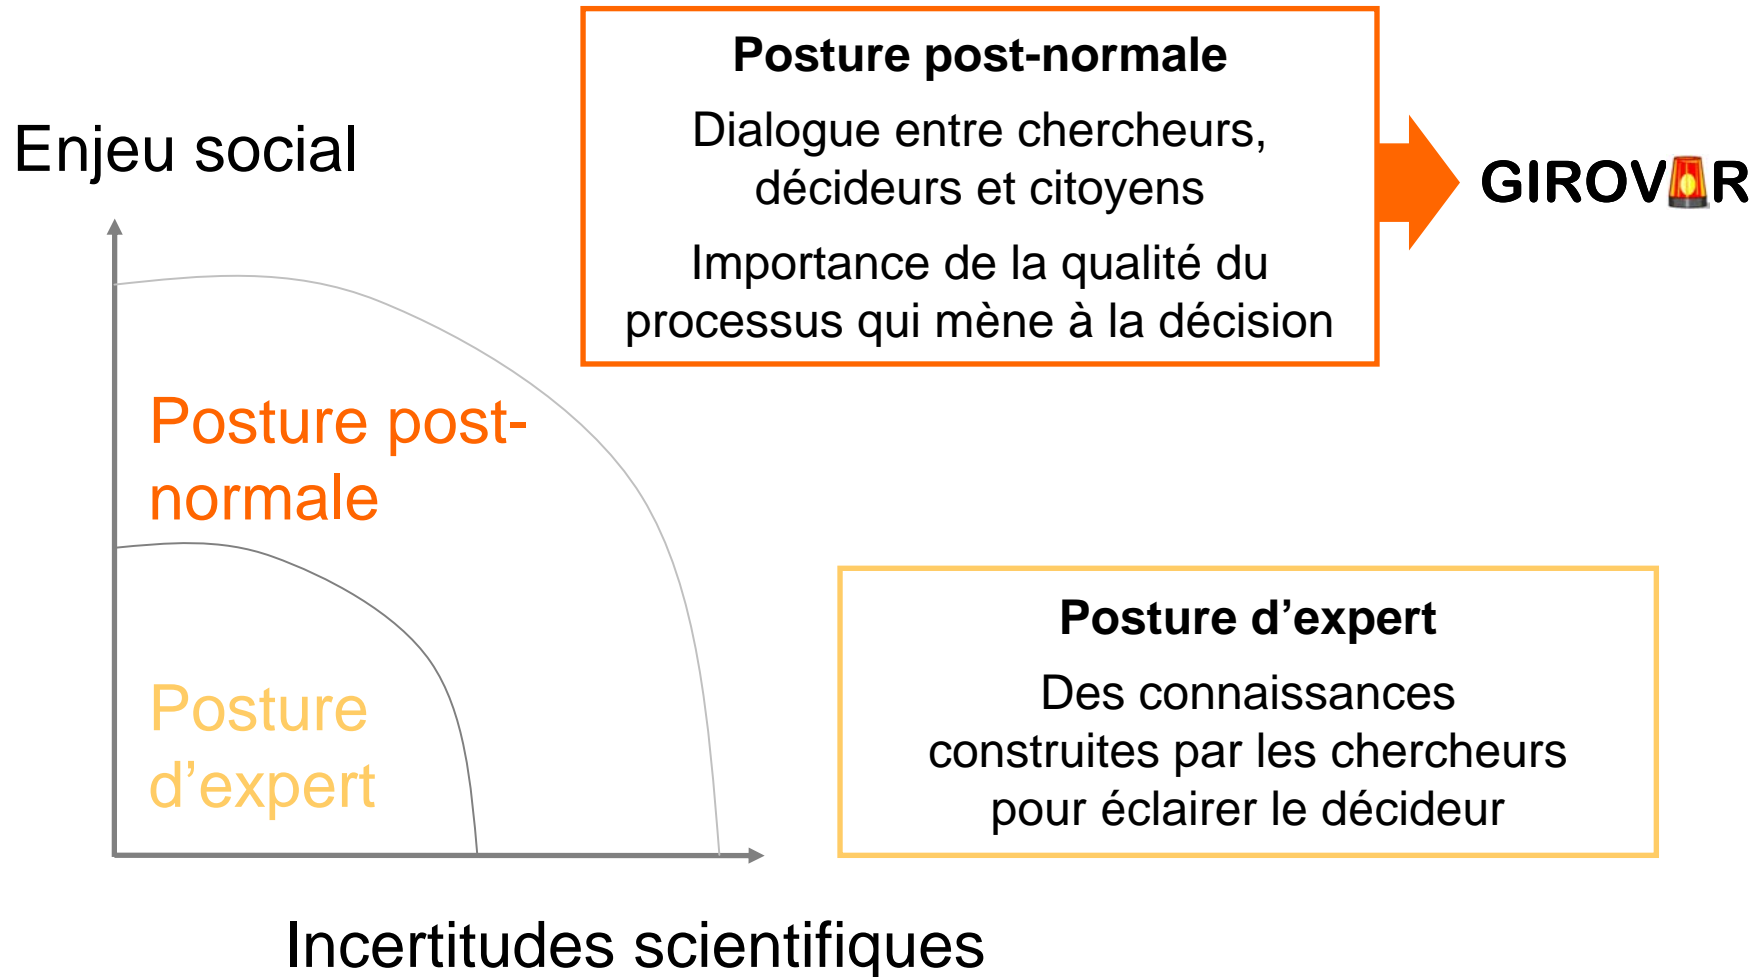 Posture post-normale
Dialogue entre chercheurs,
décideurs et citoyens
Importance de la qualité du
processus qui mène à la décision
GIROVAR
Enjeu social
Posture post-
normale
Posture
d’expert
Posture d’expert
Des connaissances
construites par les chercheurs
pour éclairer le décideur
Incertitudes scientifiques